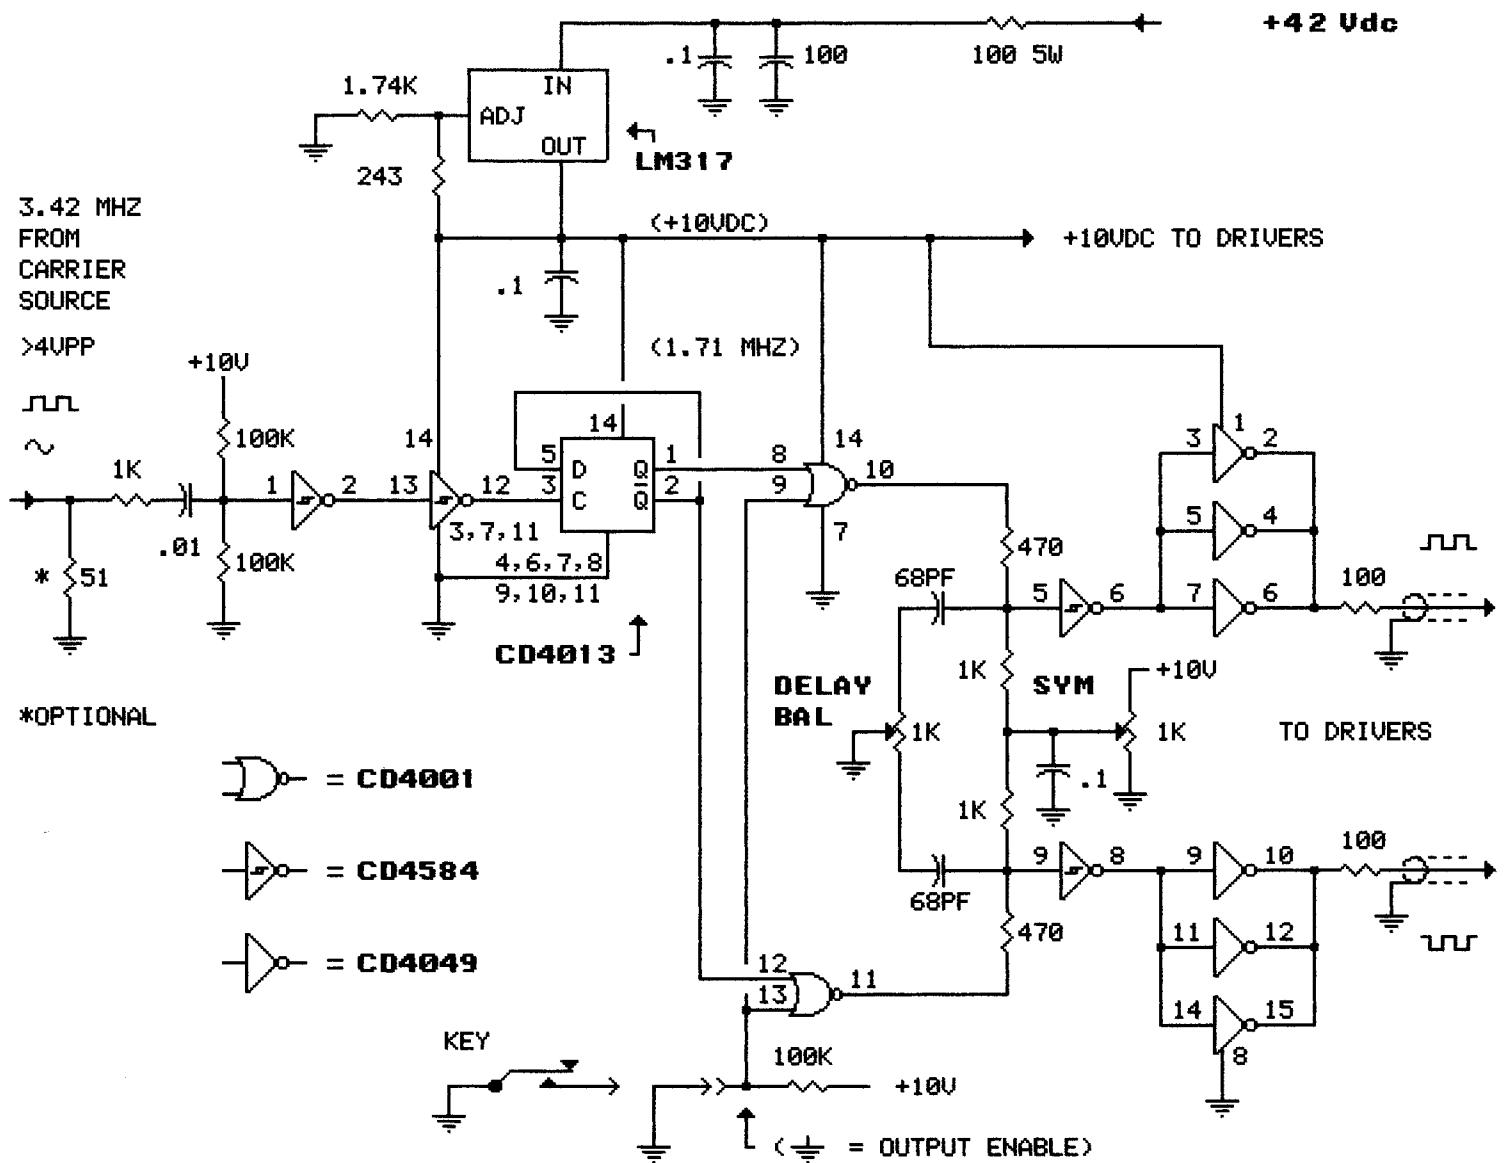 +42 Vdc
.1
100
100 5W
1.74K
IN
ADJ
OUT
LM317
243
3.42 MHZ
FROM
CARRIER
SOURCE
>4VPP
(+10VDC)
+10VDC TO DRIVERS
.1
(1.71 MHZ)
+10V
100K
1K
.01
100K
* 51
1
2
14
13
12
3,7,11
14
5
D
Q
1
3
C
Q
2
4,6,7,8
9,10,11
CD4013
8
9
14
10
7
470
68PF
5
6
3
1
2
5
4
7
6
100
1K
SYM
+10V
DELAY
BAL
1K
1K
TO DRIVERS
.1
1K
*OPTIONAL
= CD4001
= CD4584
= CD4049
9
8
68PF
470
9
10
11
12
14
15
8
100
12
13
11
KEY
100K
+10V
( = OUTPUT ENABLE)